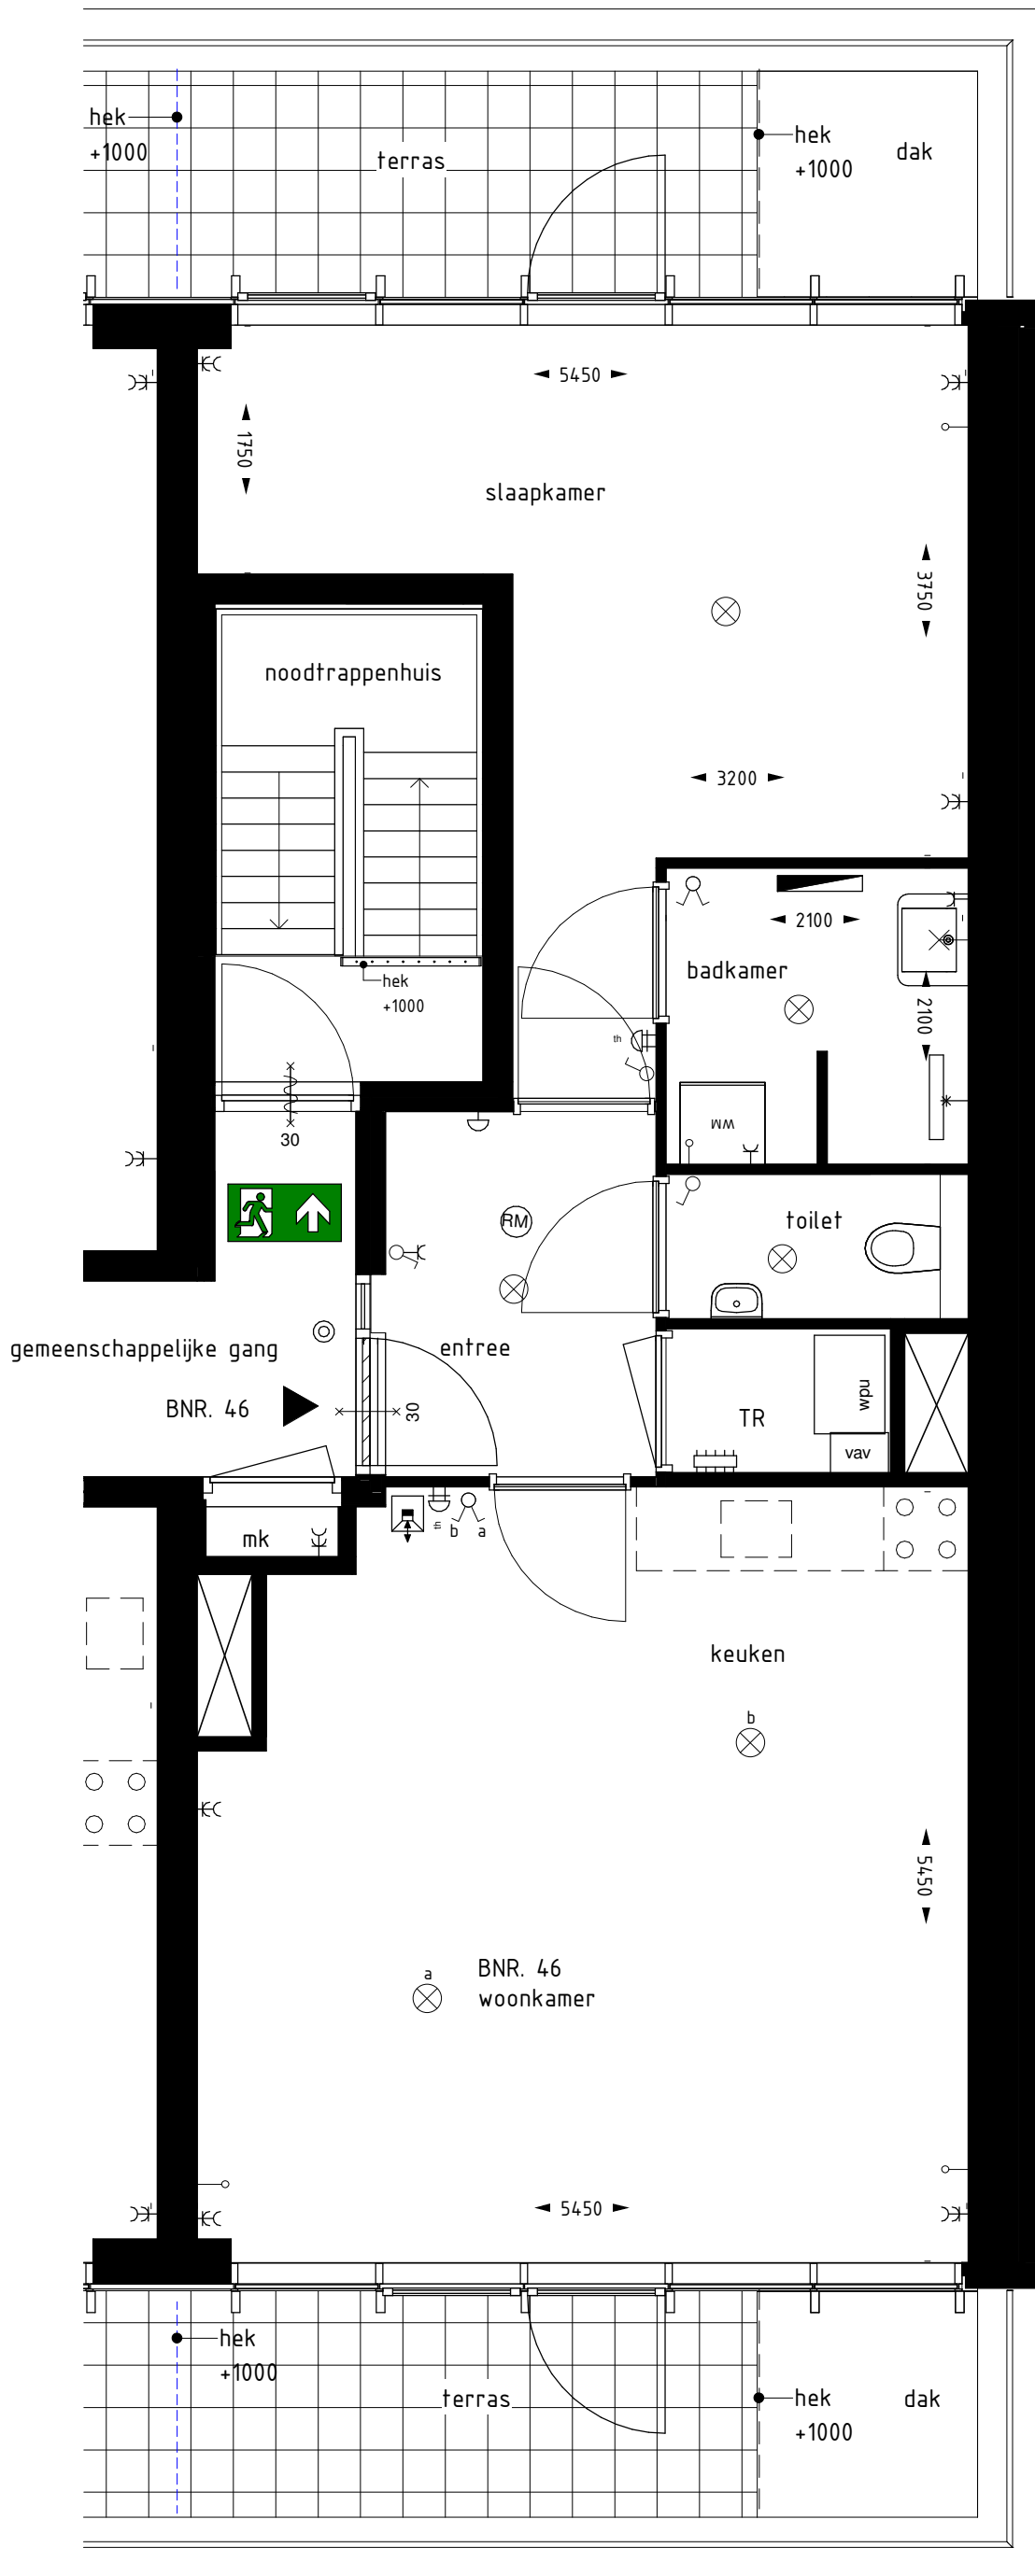 hek
+1000
terras
hek
+1000
dak
5450
1750
slaapkamer
3750
noodtrappenhuis
3200
2100
badkamer
2100
hek
+1000
th
WM
30
RM
toilet
gemeenschappelijke gang
entree
BNR. 46
30
TR
wpu
vav
mk
th
b
a
keuken
b
5450
BNR. 46
a
woonkamer
5450
hek
+1000
terras
hek
+1000
dak